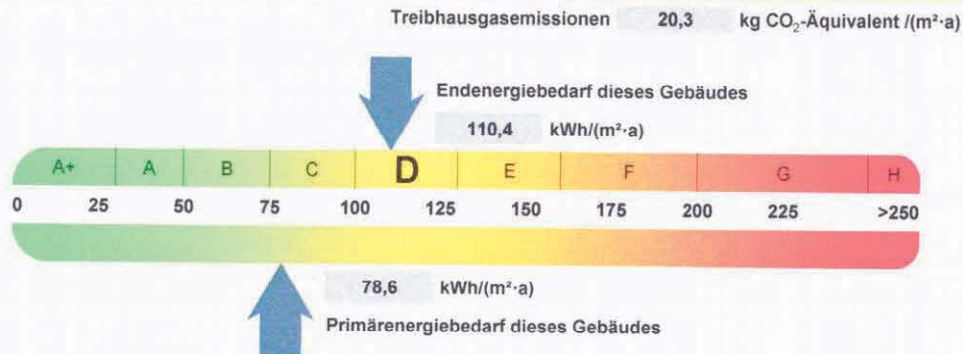 Treibhausgasemissionen 20,3 kg CO₂-Äquivalent /(m²·a)
Endenergiebedarf dieses Gebäudes
110,4 kWh/(m²·a)
A+ A B C D E F G H
0 25 50 75 100 125 150 175 200 225 >250
78,6 kWh/(m²·a)
Primärenergiebedarf dieses Gebäudes